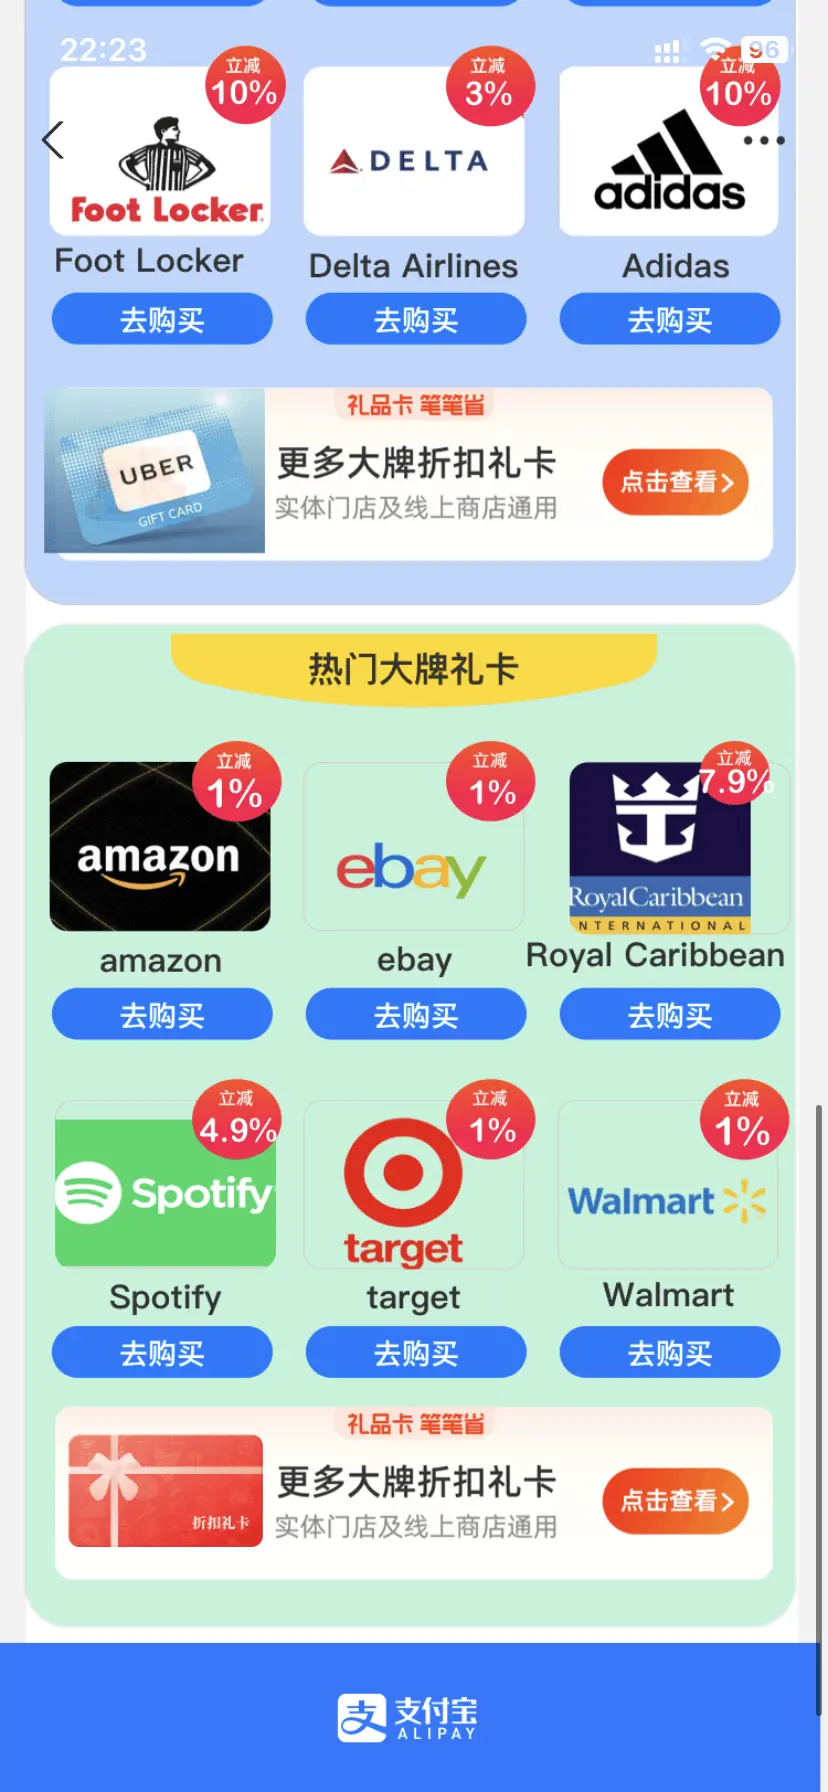 22:23
96
立减
10%
立减
3%
立减
10%
Foot Locker
DELTA
adidas
Foot Locker
Delta Airlines
Adidas
去购买
去购买
去购买
礼品卡 笔笔省
UBER
GIFT CARD
更多大牌折扣礼卡
实体门店及线上商店通用
点击查看>
热门大牌礼卡
立减
1%
立减
1%
立减
7.9%
amazon
ebay
RoyalCaribbean
INTERNATIONAL
amazon
ebay
Royal Caribbean
去购买
去购买
去购买
立减
4.9%
立减
1%
立减
1%
Spotify
target
Walmart
Spotify
target
Walmart
去购买
去购买
去购买
礼品卡 笔笔省
折扣礼卡
更多大牌折扣礼卡
实体门店及线上商店通用
点击查看>
支 支付宝
ALIPAY